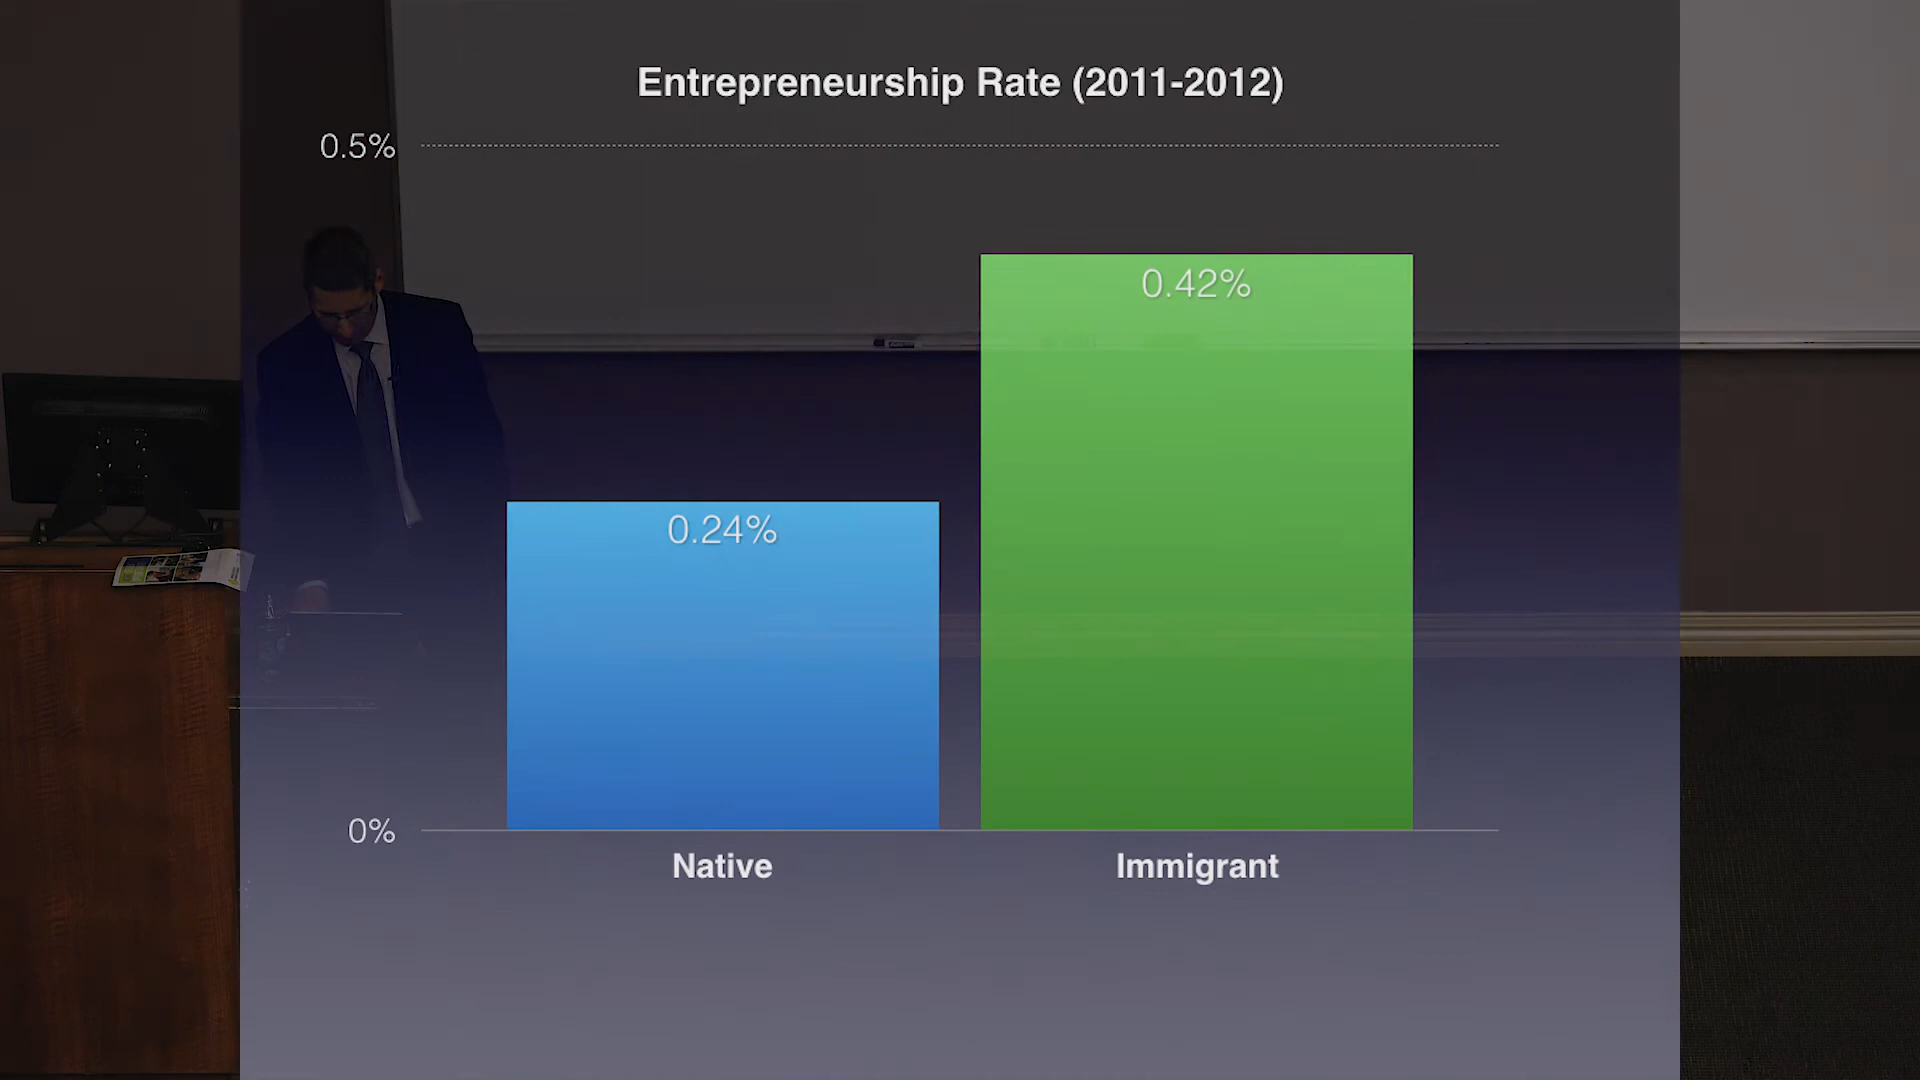 Entrepreneurship Rate (2011-2012)
0.5%
0.42%
0.24%
0%
Native
Immigrant